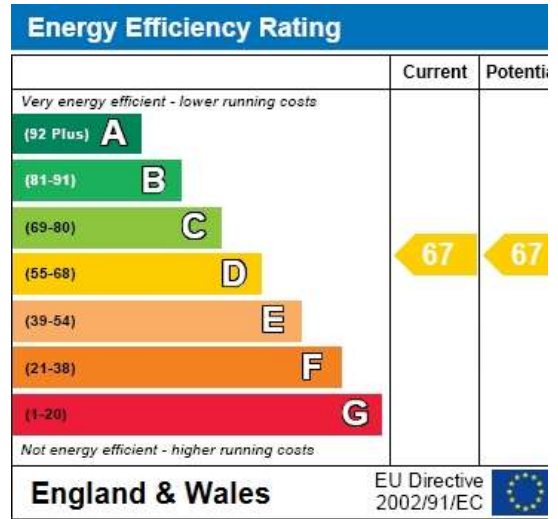 Energy Efficiency Rating
Current Potentia
Very energy efficient - lower running costs
(92 Plus) A
(81-91) B
(69-80) C
(55-68) D
(39-54) E
(21-38) F
(1-20) G
67 67
Not energy efficient - higher running costs
England & Wales
EU Directive
2002/91/EC